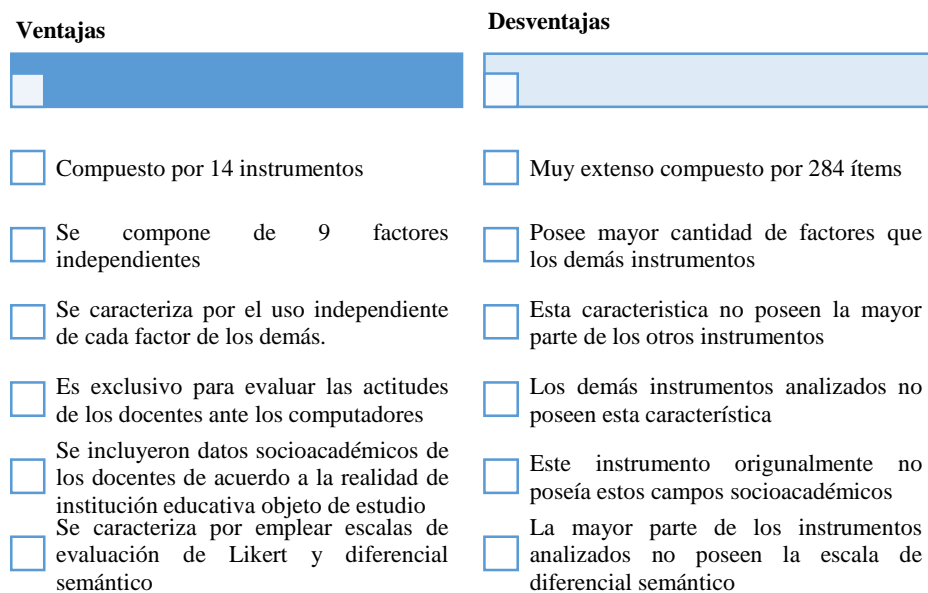 Ventajas
Compuesto por 14 instrumentos
Se compone de 9 factores
independientes
Se caracteriza por el uso independiente
de cada factor de los demás.
Es exclusivo para evaluar las actitudes
de los docentes ante los computadores
Se incluyeron datos socioacadémicos de
los docentes de acuerdo a la realidad de
institución educativa objeto de estudio
Se caracteriza por emplear escalas de
evaluación de Likert y diferencial
semántico
Desventajas
Muy extenso compuesto por 284 ítems
Posee mayor cantidad de factores que
los demás instrumentos
Esta caracteristica no poseen la mayor
parte de los otros instrumentos
Los demás instrumentos analizados no
poseen esta característica
Este instrumento origunalmente no
poseía estos campos socioacadémicos
La mayor parte de los instrumentos
analizados no poseen la escala de
diferencial semántico